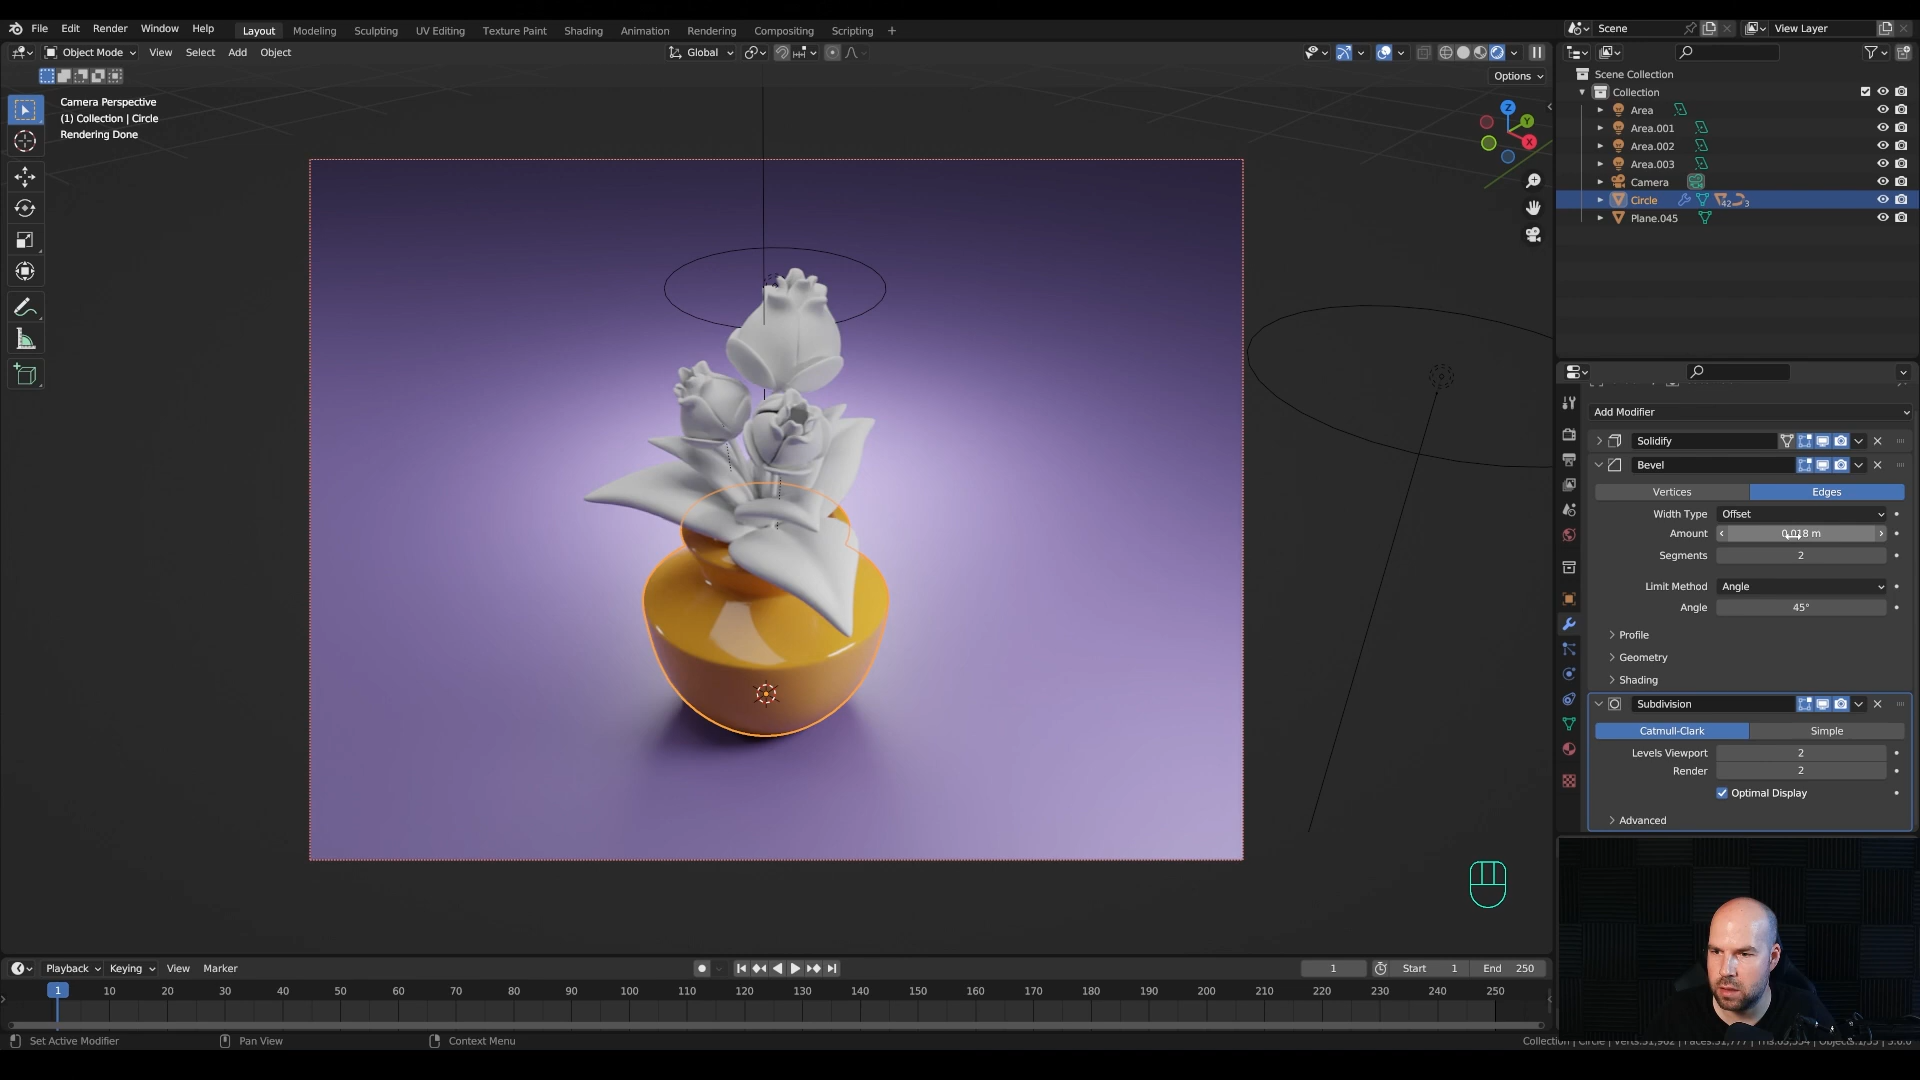 File Edit Render Window Help Layout Modeling Sculpting UV Editing Texture Paint Shading Animation Rendering Compositing Scripting + Scene View Layer
Object Mode View Select Add Object Global
Options
Camera Perspective
(1) Collection | Circle
Rendering Done
Z
Y
X
Scene Collection
Collection
Area
Area.001
Area.002
Area.003
Camera
Circle 42 3
Plane.045
Add Modifier
Solidify
Bevel
Vertices Edges
Width Type Offset
Amount 0.018 m
Segments 2
Limit Method Angle
Angle 45°
Profile
Geometry
Shading
Subdivision
Catmull-Clark Simple
Levels Viewport 2
Render 2
Optimal Display
Advanced
Playback Keying View Marker 1 Start 1 End 250
1 10 20 30 40 50 60 70 80 90 100 110 120 130 140 150 160 170 180 190 200 210 220 230 240 250
Set Active Modifier Pan View Context Menu